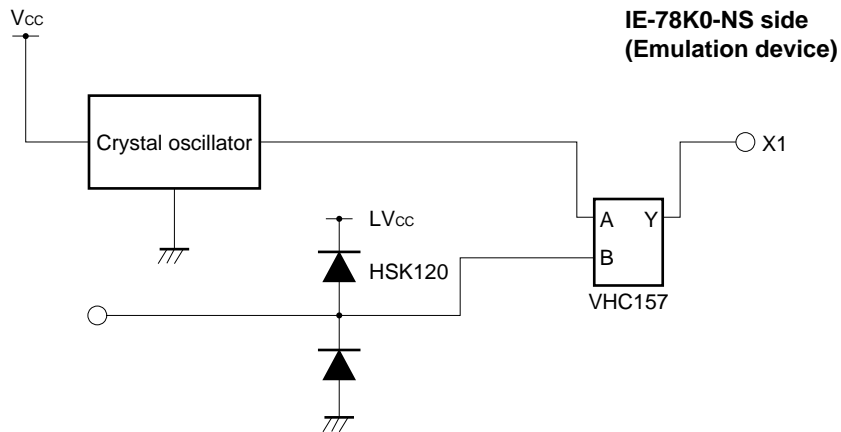 IE-78K0-NS side
(Emulation device)
VCC
Crystal oscillator
X1
A Y
B
VHC157
LVCC
HSK120